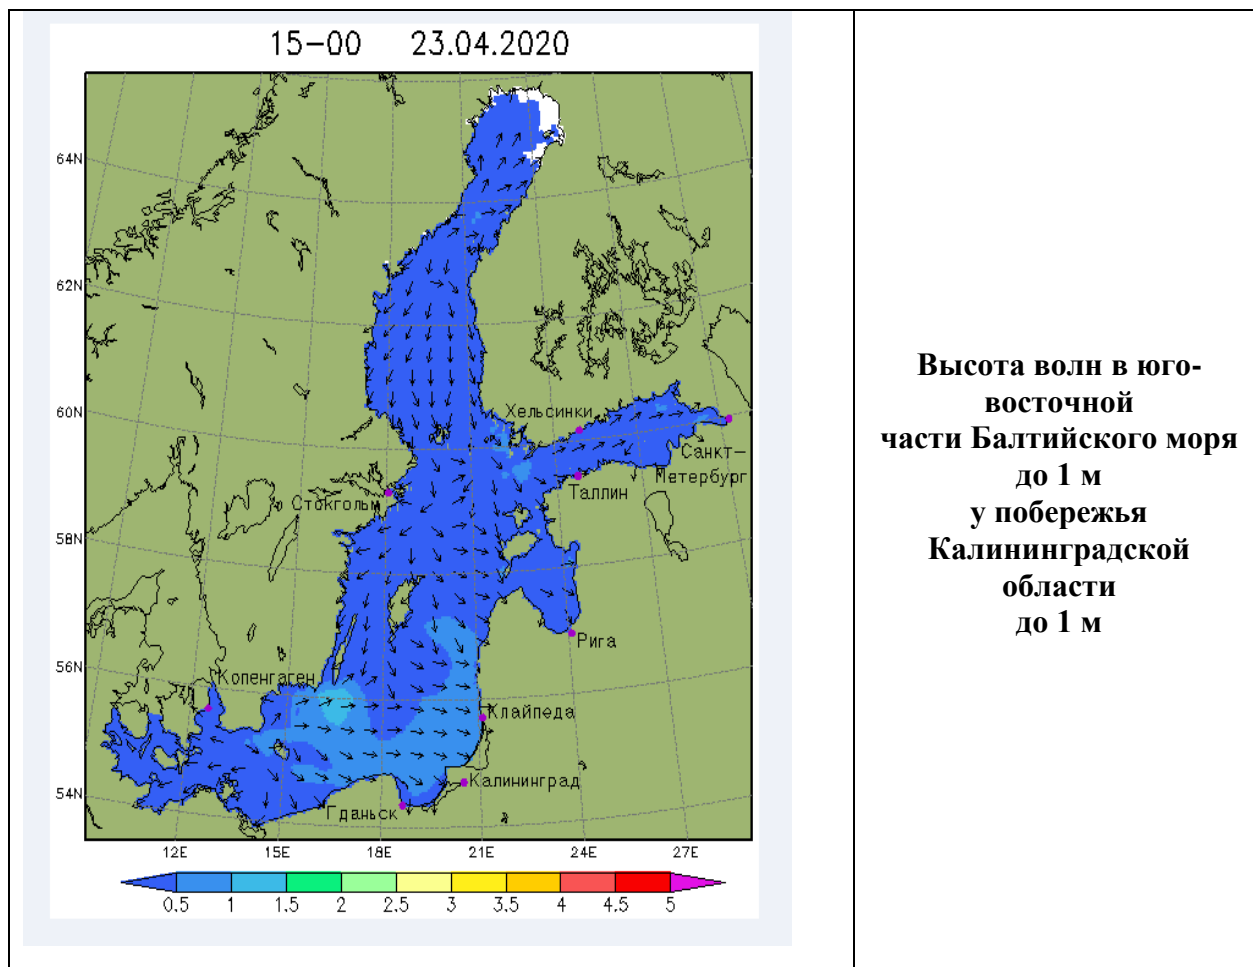 15-00 23.04.2020
64N
62N
60N
58N
56N
54N
Хельсинки
Санкт-
Петербург
Таллин
Стокгольм
Рига
Копенгаген
Клайпеда
Калининград
Гданьск
12E 15E 18E 21E 24E 27E
0.5 1 1.5 2 2.5 3 3.5 4 4.5 5
Высота волн в юго-
восточной
части Балтийского моря
до 1 м
у побережья
Калининградской
области
до 1 м